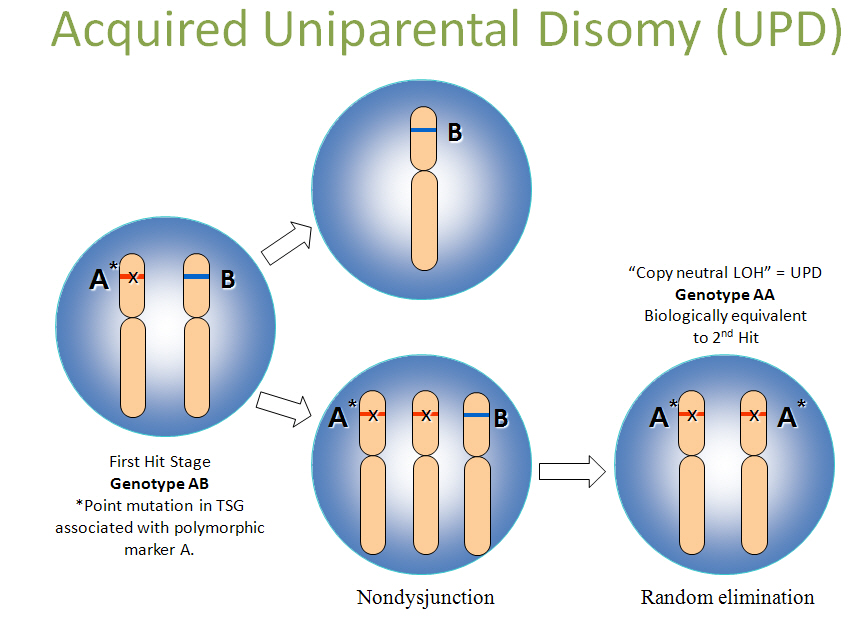 Acquired Uniparental Disomy (UPD)
B
A* X
B
First Hit Stage
Genotype AB
*Point mutation in TSG
associated with polymorphic
marker A.
A* X
X
B
Nondysjunction
"Copy neutral LOH" = UPD
Genotype AA
Biologically equivalent
to 2nd Hit
A* X
X A*
Random elimination